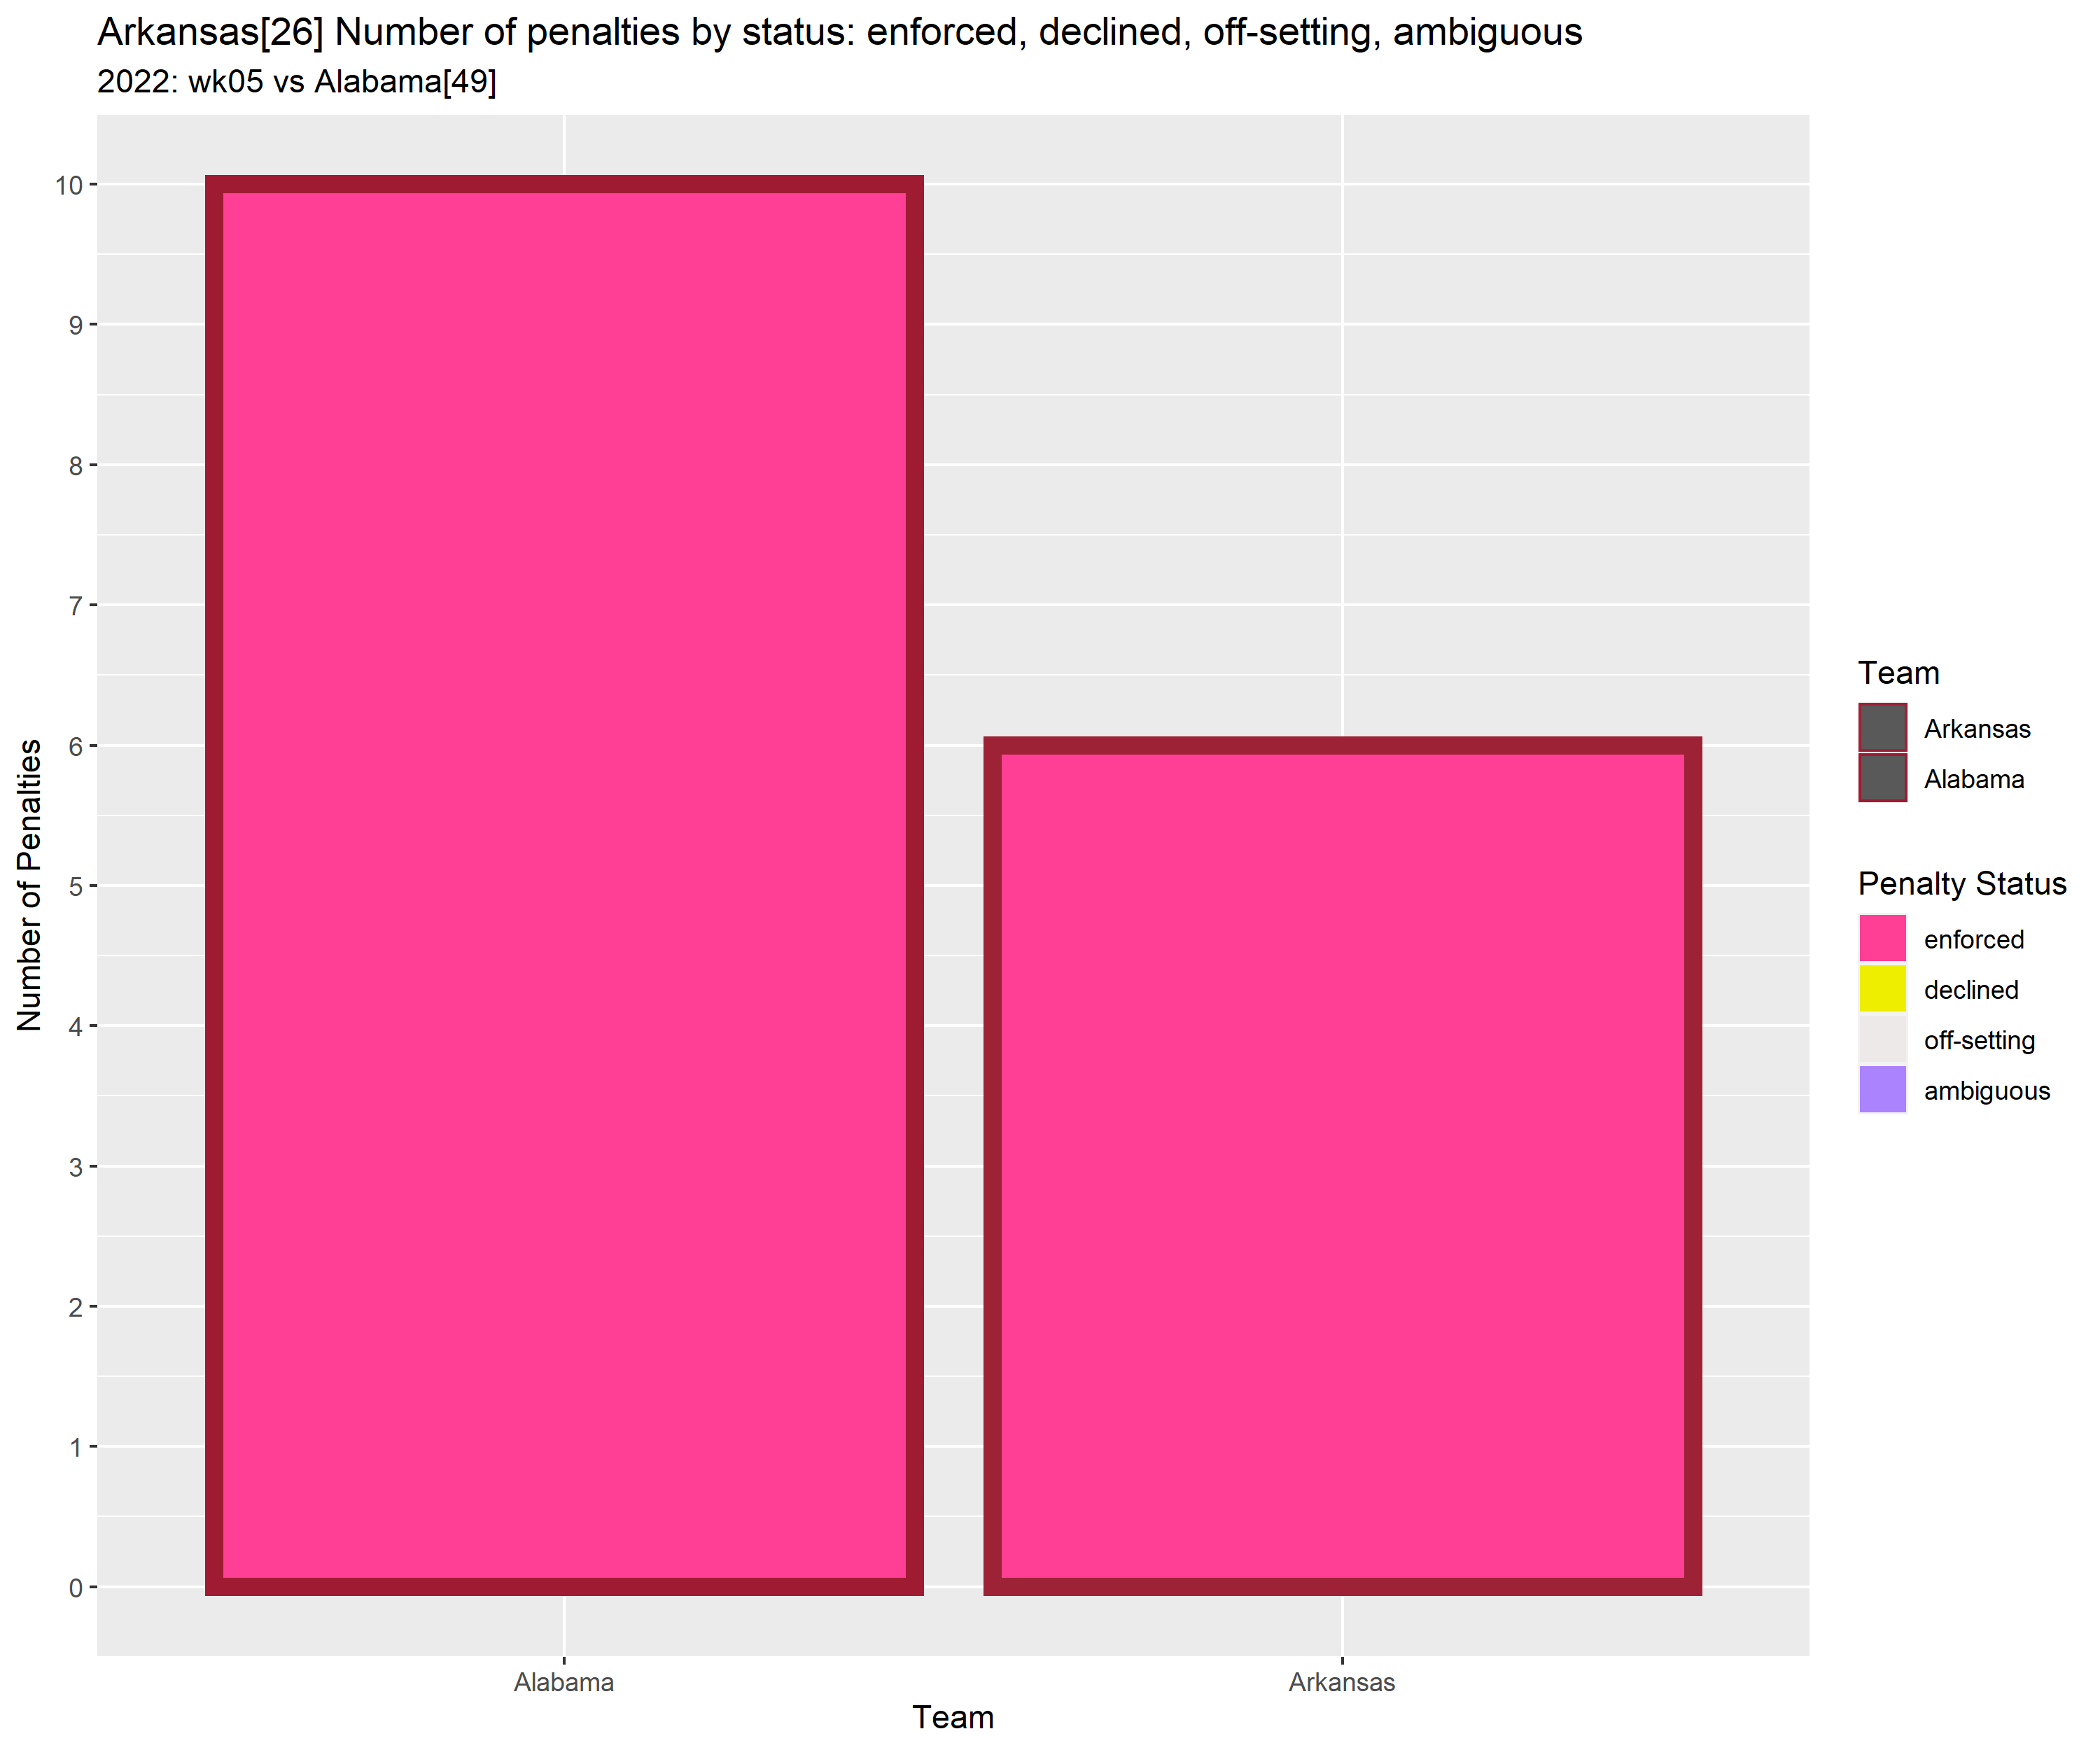 Arkansas[26] Number of penalties by status: enforced, declined, off-setting, ambiguous
2022: wk05 vs Alabama[49]
Number of Penalties
10
9
8
7
6
5
4
3
2
1
0
Alabama
Arkansas
Team
Team
Arkansas
Alabama
Penalty Status
enforced
declined
off-setting
ambiguous